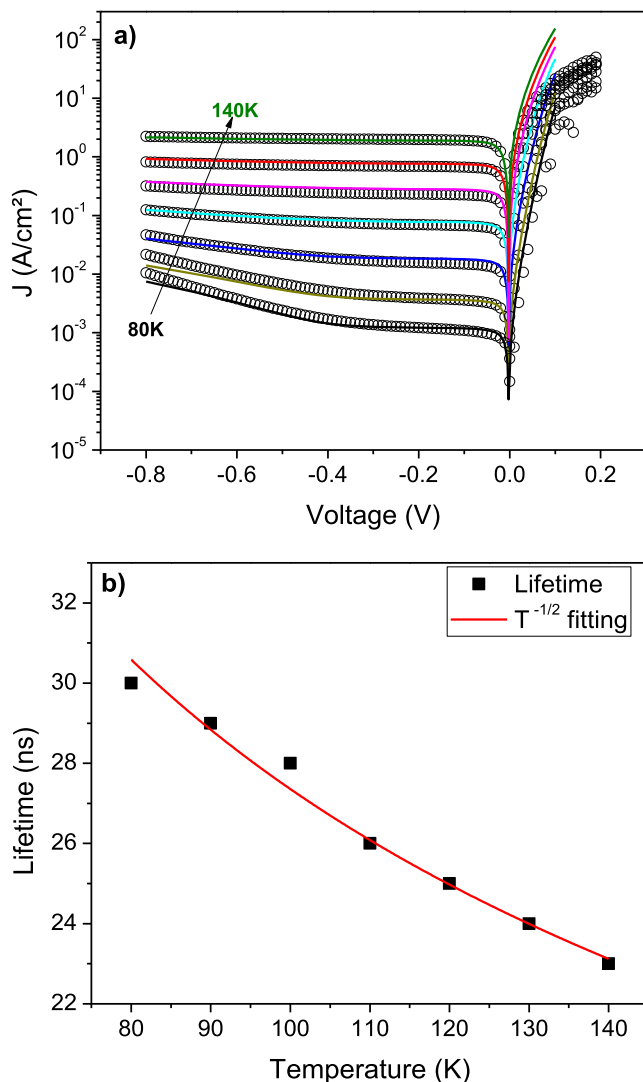 a)
10²
10¹
10⁰
10⁻¹
10⁻²
10⁻³
10⁻⁴
10⁻⁵
J (A/cm²)
140K
80K
-0.8 -0.6 -0.4 -0.2 0.0 0.2
Voltage (V)
b)
Lifetime
T⁻¹/² fitting
32
30
28
26
24
22
Lifetime (ns)
80 90 100 110 120 130 140
Temperature (K)